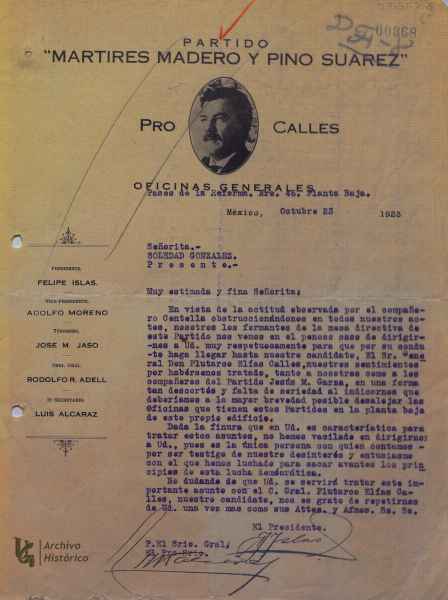 00868
PARTIDO
"MARTIRES MADERO Y PINO SUAREZ"
PRO CALLES
OFICINAS GENERALES
Paseo de la Reforma. Nro. 46. Planta Baja.
México, Octubre 23 1923
Señorita.-
SOLEDAD GONZALEZ.
P r e s e n t e .
Muy estimada y fina Señorita;
PRESIDENTE,
FELIPE ISLAS.
VICE-PRESIDENTE,
ADOLFO MORENO
TESORERO,
JOSE M. JASO
SRIO. GRAL.
RODOLFO R. ADELL
LUIS ALCARAZ
En vista de la actitud observada por el compañe-
ro Centella obstruccionándonos en todos nuestros ac-
tos, nosotros los formantes de la mesa directiva de
este Partido nos vemos en el penoso caso de dirigir-
nos a Ud. muy respetuosamente para que por su condu-
to haga llegar hasta nuestro candidato, El Sr. Gene-
ral Don Plutarco Elías Calles, nuestros sentimientos
por habérsenos tratado, tanto a nosotros como a los
compañeros del Partido Jesús M. Garza, en una forma
tan descortés y falta de seriedad al indicarnos que
deberíamos a la mayor brevedad posible desalojar las
Oficinas que tienen estos Partidos en la planta baja
de este propio edificio.
Dada la finura que en Ud. es característica para
tratar estos asuntos, no hemos vacilado en dirigirnos
a Ud., pues es la única persona con quien contamos -
por ser testigo de nuestro desinterés y entusiasmo
con el que hemos luchado para sacar avantes los prin-
cipios de esta lucha Democrática.
No dudando de que Ud. se servirá tratar este im-
portante asunto con el C. Gral. Plutarco Elías Ca-
lles, nuestro candidato, nos es grato de repetirnos
de Ud. una vez mas como sus Attos. y Afmos. Ss. Ss.
El Presidente.
P.El Srio. Gral;
El Pro-Srio.
Archivo
Histórico